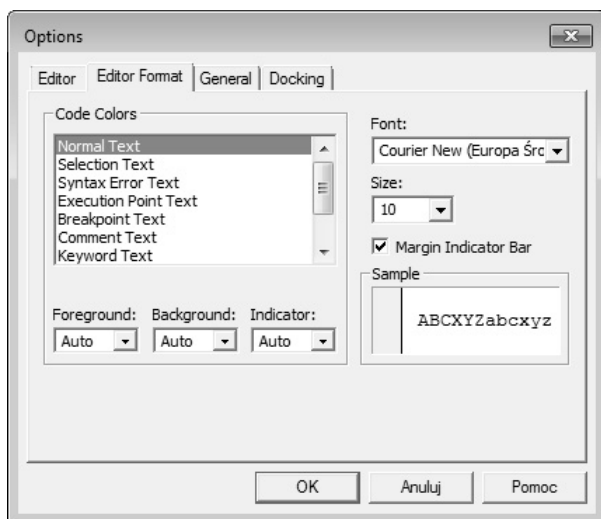 Options
Editor Editor Format General Docking
Code Colors
Normal Text
Selection Text
Syntax Error Text
Execution Point Text
Breakpoint Text
Comment Text
Keyword Text
Foreground: Background: Indicator:
Auto Auto Auto
Font:
Courier New (Europa Śrc
Size:
10
Margin Indicator Bar
Sample
ABCXYZabcxyz
OK Anuluj Pomoc